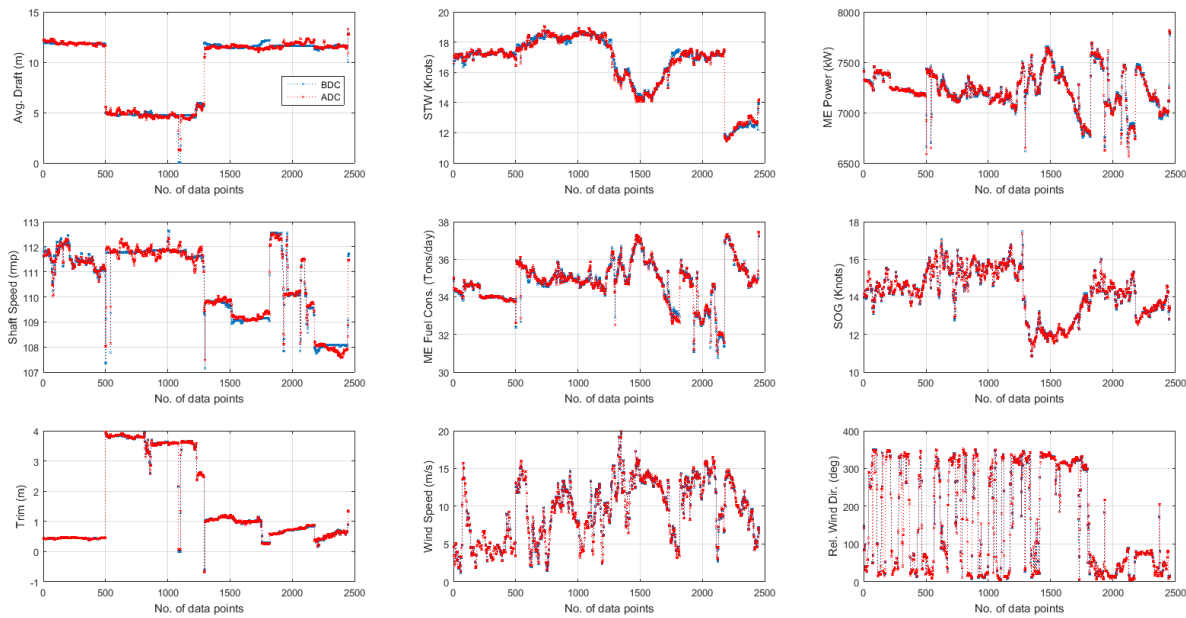 Avg. Draft (m)
15
10
5
0
0 500 1000 1500 2000 2500
No. of data points
BDC
ADC
STW (Knots)
20
18
16
14
12
10
0 500 1000 1500 2000 2500
No. of data points
ME Power (kW)
8000
7500
7000
6500
0 500 1000 1500 2000 2500
No. of data points
Shaft Speed (rmp)
113
112
111
110
109
108
107
0 500 1000 1500 2000 2500
No. of data points
ME Fuel Cons. (Tons/day)
38
36
34
32
30
0 500 1000 1500 2000 2500
No. of data points
SOG (Knots)
18
16
14
12
10
0 500 1000 1500 2000 2500
No. of data points
Trim (m)
4
3
2
1
0
-1
0 500 1000 1500 2000 2500
No. of data points
Wind Speed (m/s)
20
15
10
5
0
0 500 1000 1500 2000 2500
No. of data points
Rel. Wind Dir. (deg)
400
300
200
100
0
0 500 1000 1500 2000 2500
No. of data points